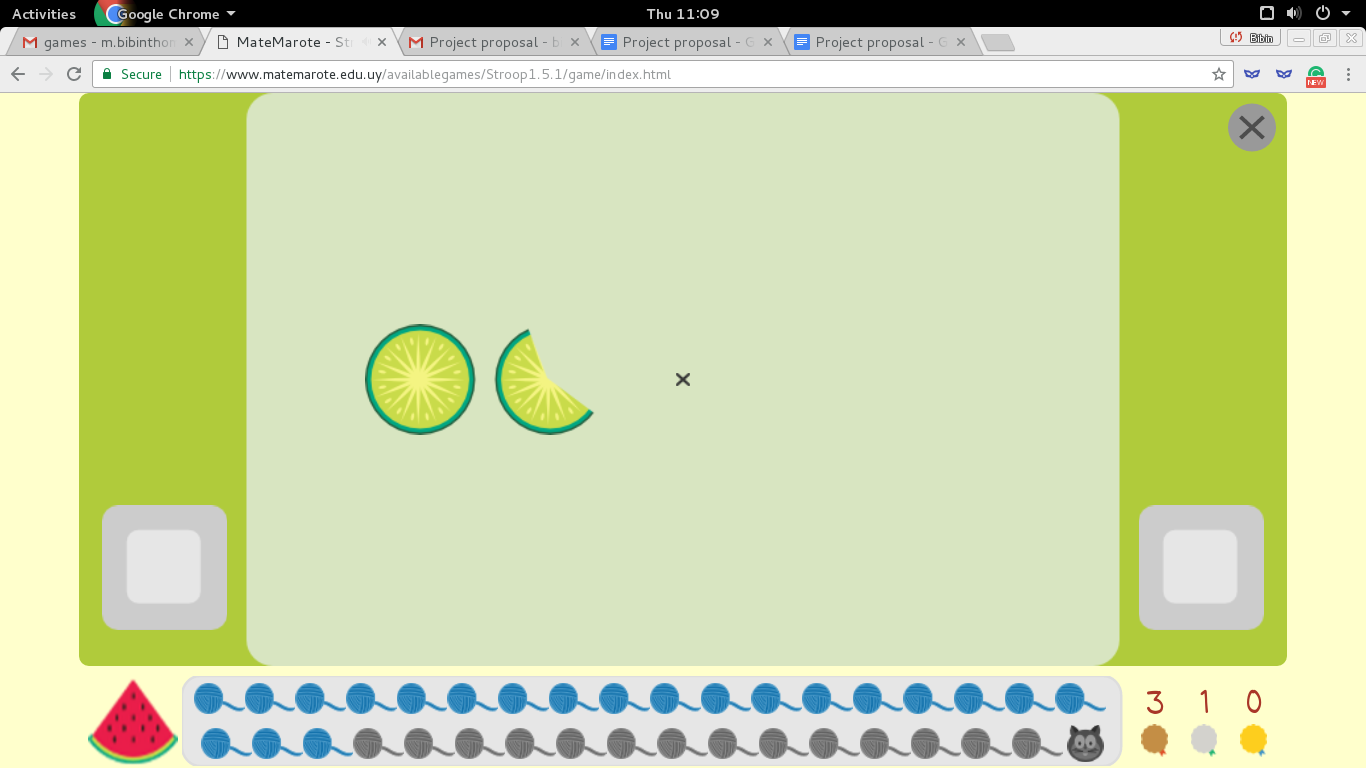 Activities Google Chrome Thu 11:09
games - m.bibinthon MateMarote - St Project proposal - b Project proposal - G Project proposal - G Bibin
Secure https://www.matemarote.edu.uy/availablegames/Stroop1.5.1/game/index.html NEW
3 1 0